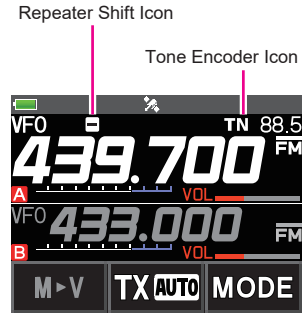 Repeater Shift Icon
Tone Encoder Icon
VFO TN 88.5
439.700 FM
A VOL
VFO 433.000 FM
B VOL
M►V TX AUTO MODE